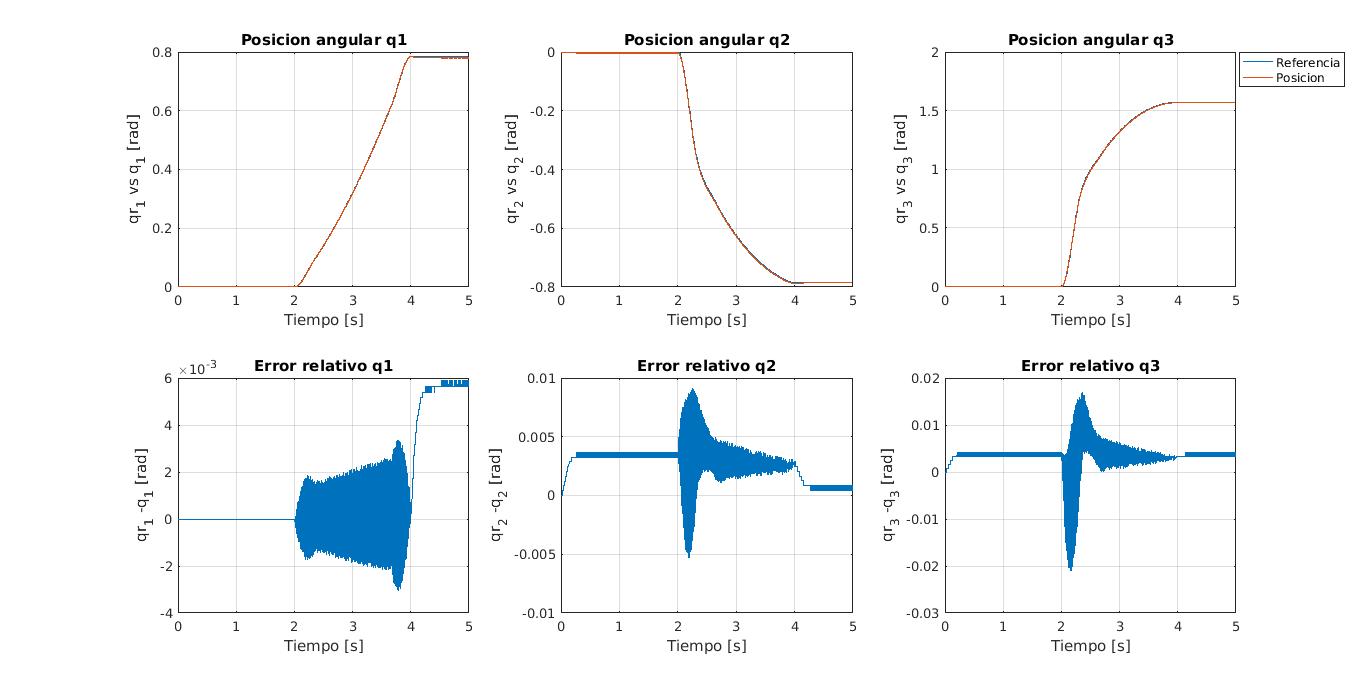 Posicion angular q1
0.8
0.6
0.4
0.2
0
qr1 vs q1 [rad]
0 1 2 3 4 5
Tiempo [s]
Posicion angular q2
0
-0.2
-0.4
-0.6
-0.8
qr2 vs q2 [rad]
0 1 2 3 4 5
Tiempo [s]
Posicion angular q3
2
1.5
1
0.5
0
qr3 vs q3 [rad]
0 1 2 3 4 5
Tiempo [s]
Referencia
Posicion
Error relativo q1
×10-3
6
4
2
0
-2
-4
qr1 -q1 [rad]
0 1 2 3 4 5
Tiempo [s]
Error relativo q2
0.01
0.005
0
-0.005
-0.01
qr2 -q2 [rad]
0 1 2 3 4 5
Tiempo [s]
Error relativo q3
0.02
0.01
0
-0.01
-0.02
-0.03
qr3 -q3 [rad]
0 1 2 3 4 5
Tiempo [s]